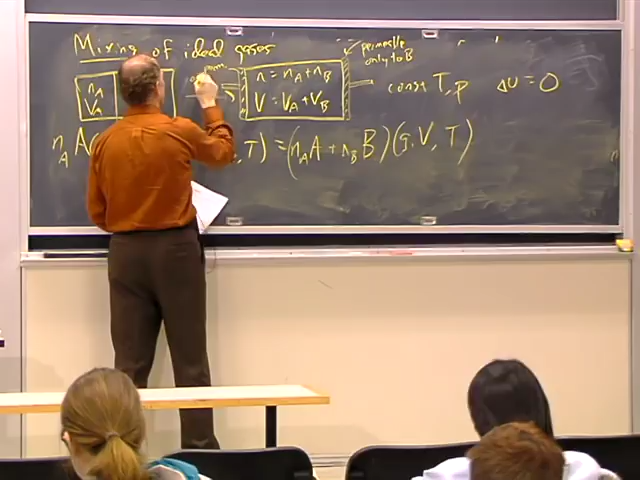 Mixing of ideal gases
permeable
only to B
perm
n_A
V_A
n = n_A + n_B
V = V_A + V_B
const T, p
ΔU = 0
n_A A(
, T) = (n_A A + n_B B)(g, V, T)